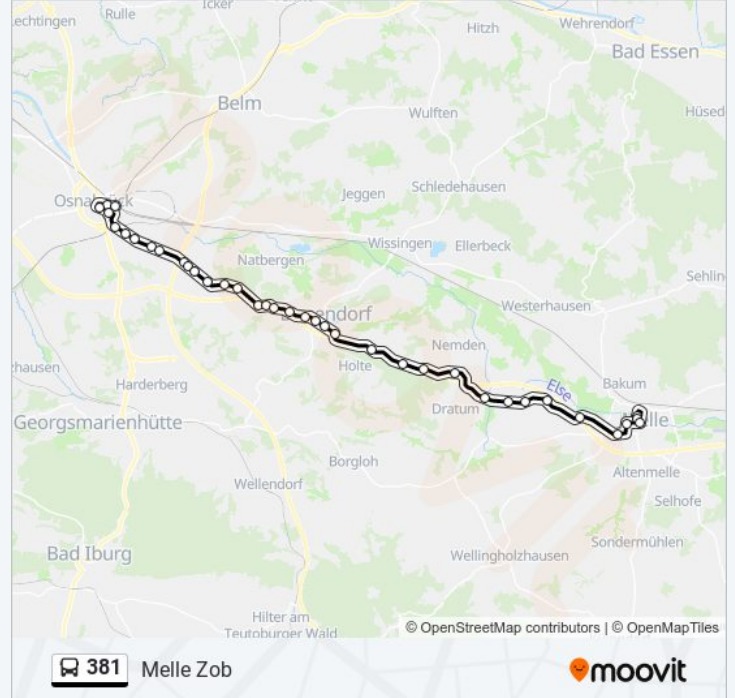 echtingen
Rulle
Icker
Hitzh
Wehrendorf
Bad Essen
Belm
Wulften
Hüsed
Jeggen
Schledehausen
Wissingen
Ellerbeck
Natbergen
Sehlin
Westerhausen
Nemden
Holte
Else
Bakum
hausen
Harderberg
Dratum
Georgsmarienhütte
Borgloh
Altenmelle
Wellendorf
Selhofe
Sondermühlen
Bad Iburg
Wellingholzhausen
Hilter am
Teutoburger Wald
© OpenStreetMap contributors | © OpenMapTiles
381 Melle Zob
moovit